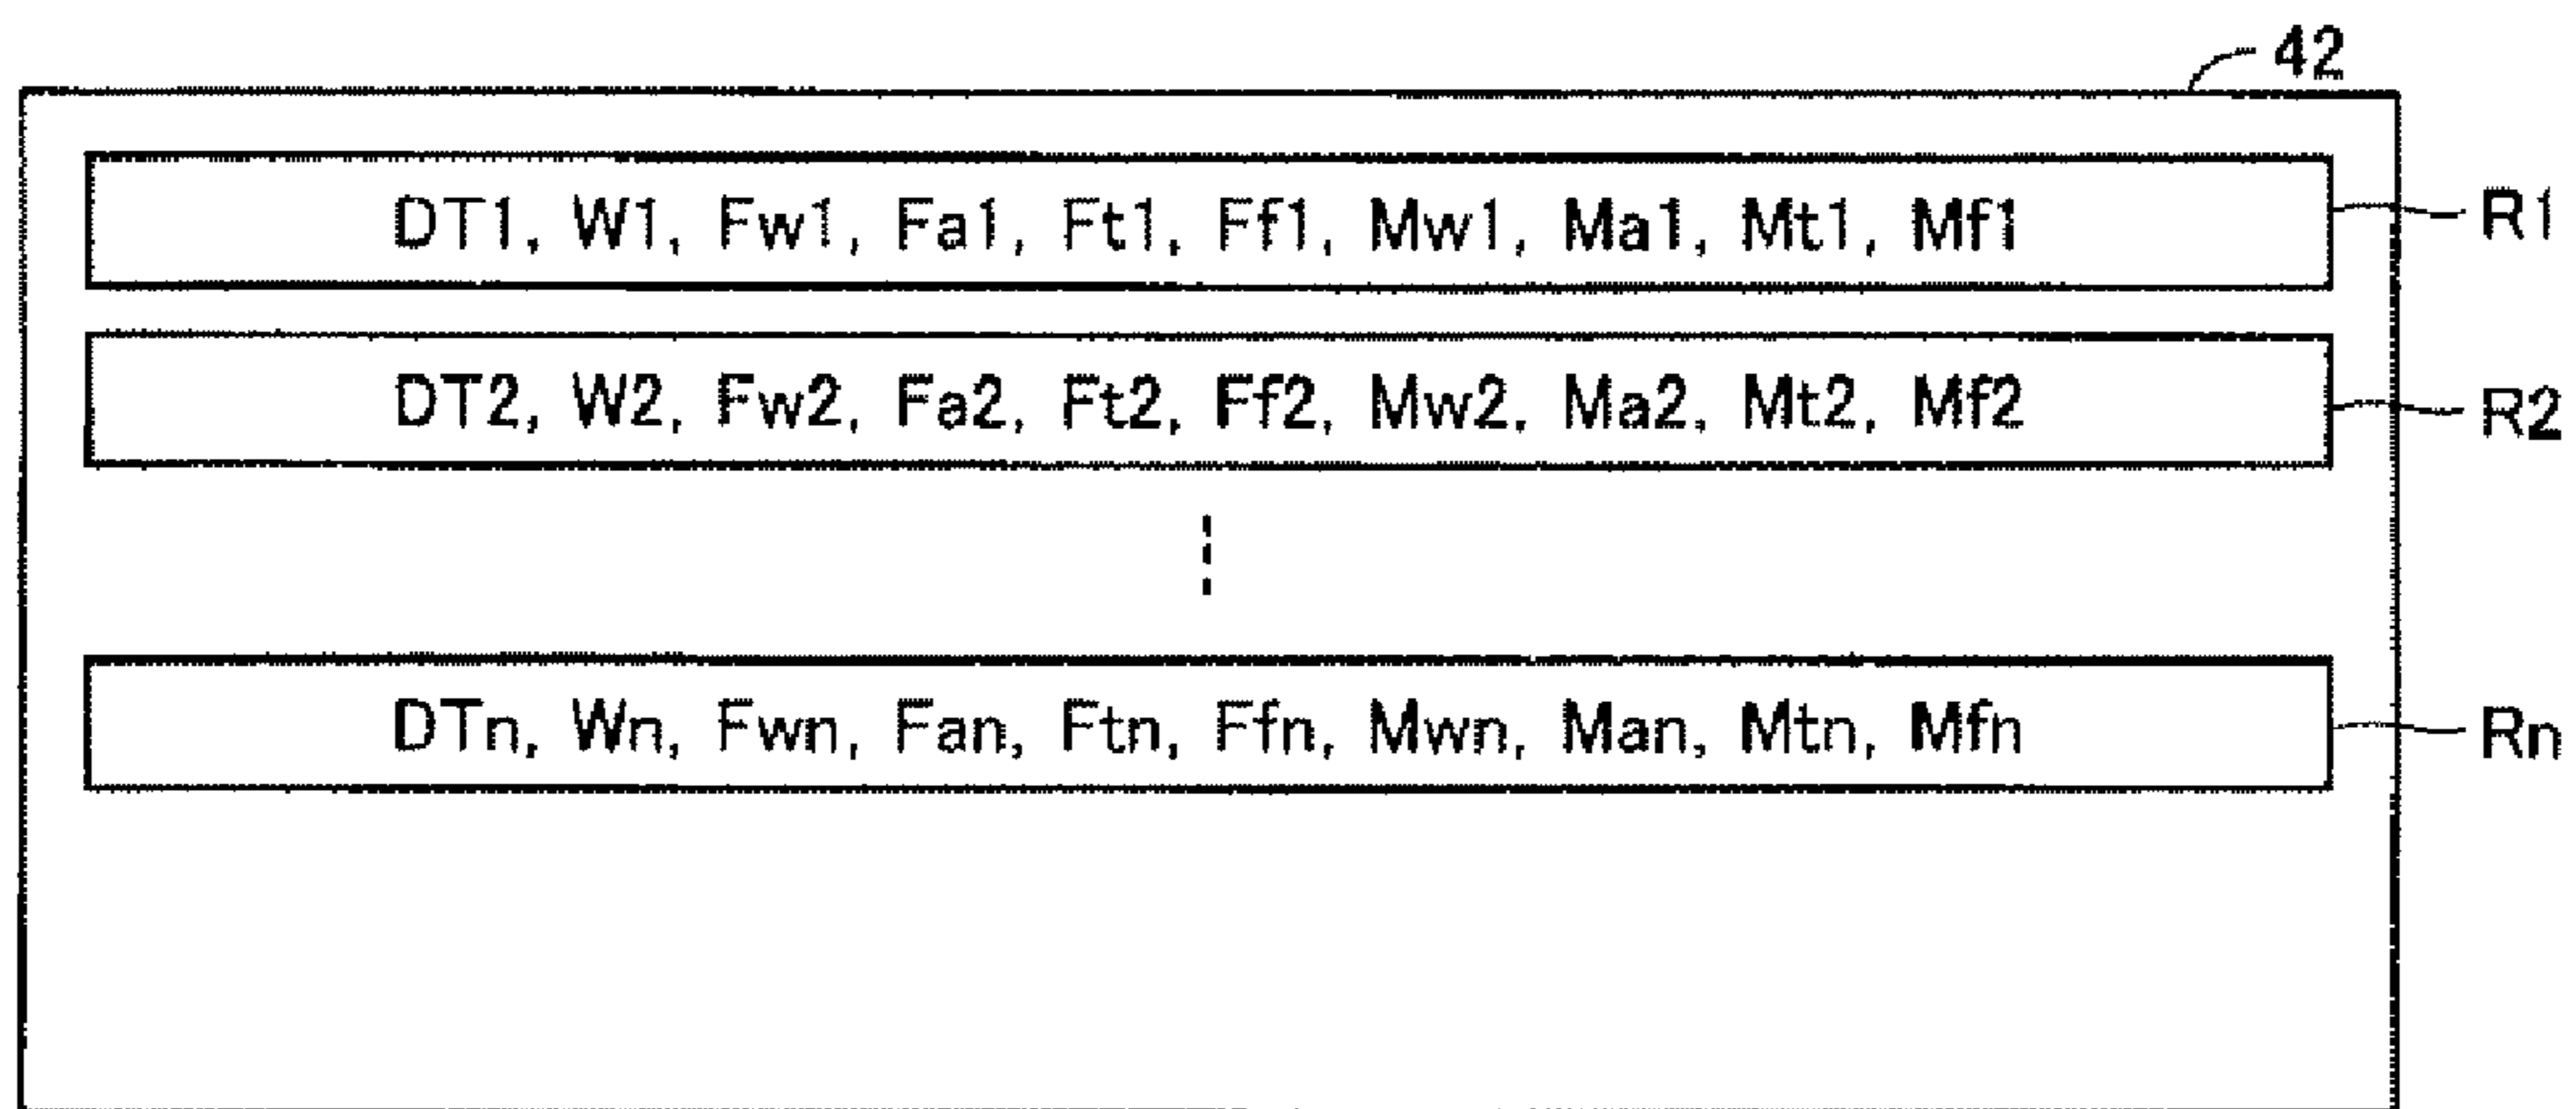 42
DT1, W1, Fw1, Fa1, Ft1, Ff1, Mw1, Ma1, Mt1, Mf1
R1
DT2, W2, Fw2, Fa2, Ft2, Ff2, Mw2, Ma2, Mt2, Mf2
R2
DTn, Wn, Fwn, Fan, Ftn, Ffn, Mwn, Man, Mtn, Mfn
Rn